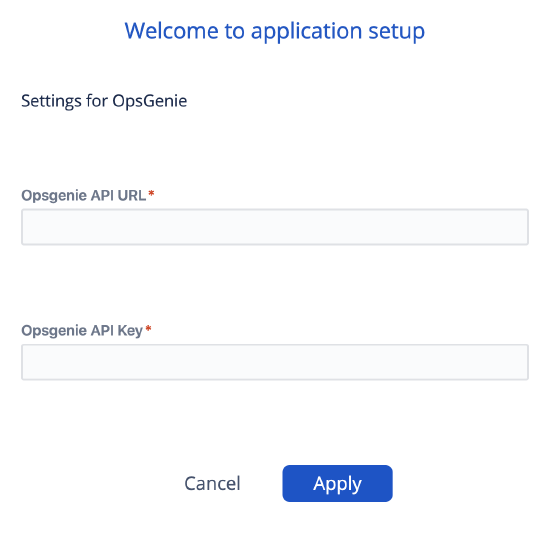 Welcome to application setup
Settings for OpsGenie
Opsgenie API URL*
Opsgenie API Key*
Cancel Apply